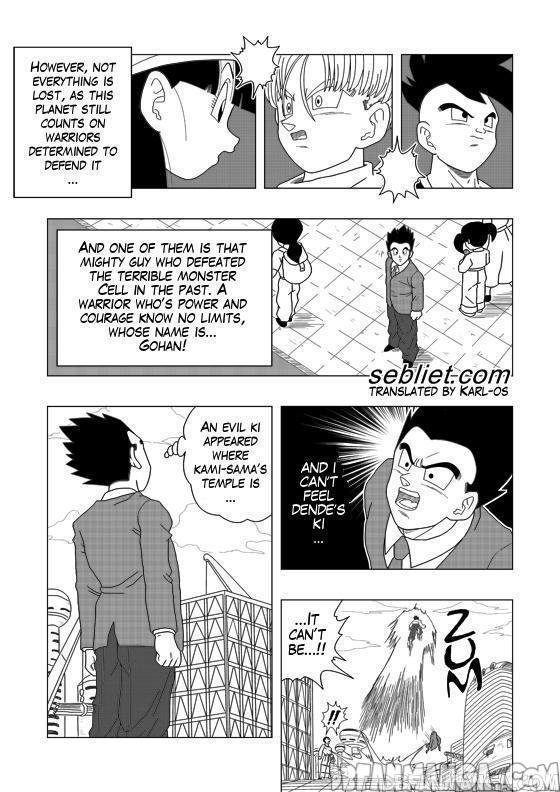 HOWEVER, NOT
EVERYTHING IS
LOST, AS THIS
PLANET STILL
COUNTS ON
WARRIORS
DETERMINED TO
DEFEND IT
...
AND ONE OF THEM IS THAT
MIGHTY GUY WHO DEFEATED
THE TERRIBLE MONSTER
CELL IN THE PAST. A
WARRIOR WHO'S POWER AND
COURAGE KNOW NO LIMITS,
WHOSE NAME IS...
GOHAN!
sebliet.com
TRANSLATED BY KARL-OS
AN EVIL KI
APPEARED
WHERE
KAMI-SAMA'S
TEMPLE IS
...
AND I
CAN'T
FEEL
DENDE'S
KI
...
...IT
CAN'T
BE...!!
ZUM
!!